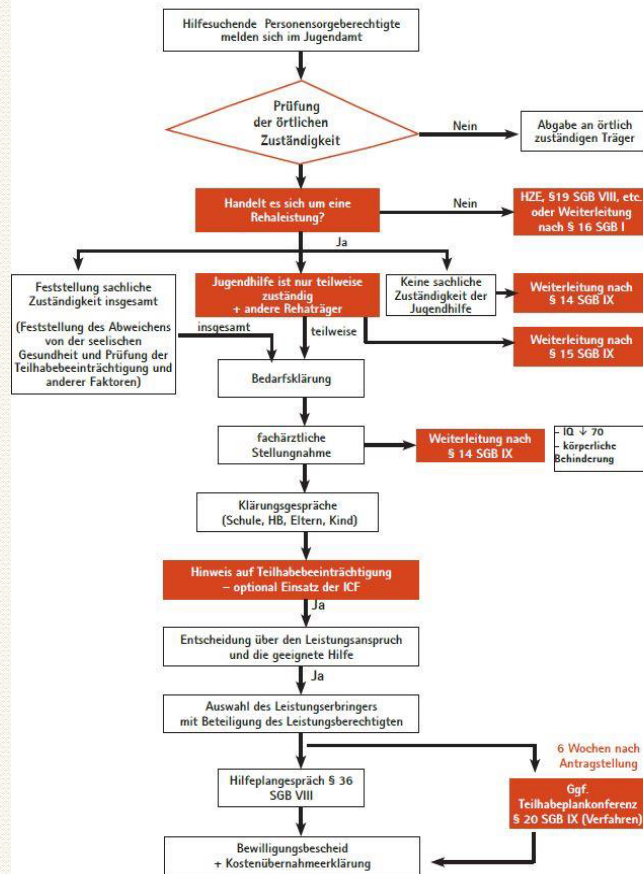 Hilfesuchende Personensorgeberechtigte
melden sich im Jugendamt
Prüfung
der örtlichen
Zuständigkeit
Nein
Abgabe an örtlich
zuständigen Träger
Handelt es sich um eine
Rehaleistung?
Nein
HZE, §19 SGB VIII, etc.
oder Weiterleitung
nach § 16 SGB I
Ja
Feststellung sachliche
Zuständigkeit insgesamt
(Feststellung des Abweichens
von der seelischen
Gesundheit und Prüfung der
Teilhabebeeinträchtigung und
anderer Faktoren)
Jugendhilfe ist nur teilweise
zuständig
+ andere Rehaträger
Keine sachliche
Zuständigkeit der
Jugendhilfe
Weiterleitung nach
§ 14 SGB IX
insgesamt
teilweise
Weiterleitung nach
§ 15 SGB IX
Bedarfsklärung
fachärztliche
Stellungnahme
Weiterleitung nach
§ 14 SGB IX
- IQ ↓ 70
- körperliche
Behinderung
Klärungsgespräche
(Schule, HB, Eltern, Kind)
Hinweis auf Teilhabebeeinträchtigung
– optional Einsatz der ICF
Ja
Entscheidung über den Leistungsanspruch
und die geeignete Hilfe
Ja
Auswahl des Leistungserbringers
mit Beteiligung des Leistungsberechtigten
6 Wochen nach
Antragstellung
Hilfeplangespräch § 36
SGB VIII
Ggf.
Teilhabeplankonferenz
§ 20 SGB IX (Verfahren)
Bewilligungsbescheid
+ Kostenübernahmeerklärung